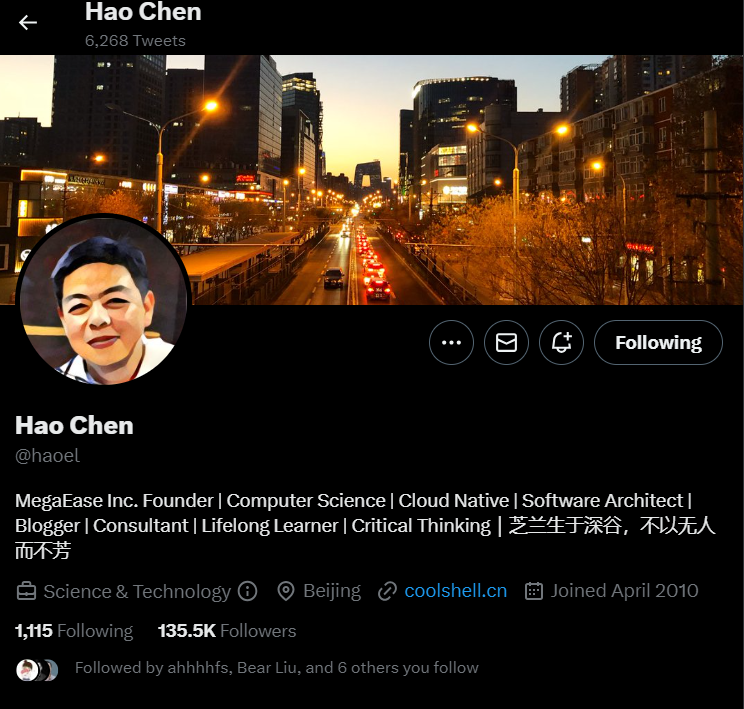 Hao Chen
6,268 Tweets
Following
Hao Chen
@haoel
MegaEase Inc. Founder | Computer Science | Cloud Native | Software Architect |
Blogger | Consultant | Lifelong Learner | Critical Thinking | 芝兰生于深谷，不以无人
而不芳
Science & Technology Beijing coolshell.cn Joined April 2010
1,115 Following 135.5K Followers
Followed by ahhhhfs, Bear Liu, and 6 others you follow